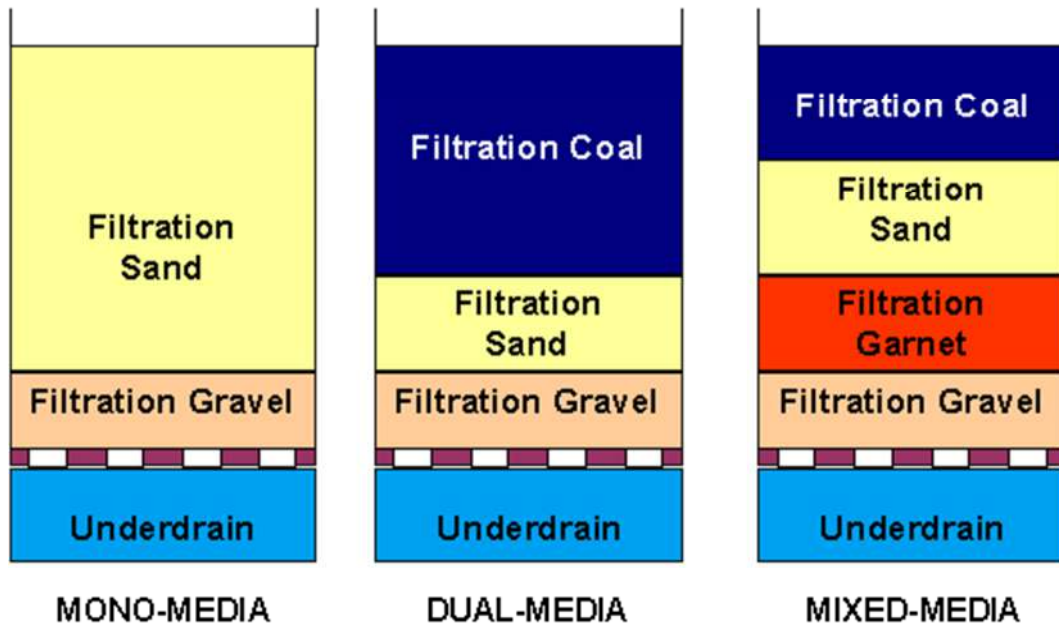 Filtration
Sand
Filtration Gravel
Underdrain
MONO-MEDIA
Filtration Coal
Filtration
Sand
Filtration Gravel
Underdrain
DUAL-MEDIA
Filtration Coal
Filtration
Sand
Filtration
Garnet
Filtration Gravel
Underdrain
MIXED-MEDIA